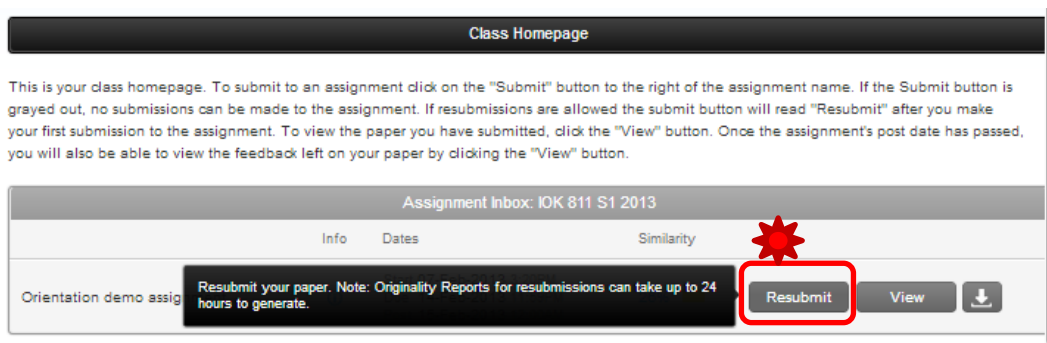 Class Homepage
This is your class homepage. To submit to an assignment click on the "Submit" button to the right of the assignment name. If the Submit button is
grayed out, no submissions can be made to the assignment. If resubmissions are allowed the submit button will read "Resubmit" after you make
your first submission to the assignment. To view the paper you have submitted, click the "View" button. Once the assignment's post date has passed,
you will also be able to view the feedback left on your paper by clicking the "View" button.
Assignment Inbox: IOK 811 S1 2013
Info Dates Similarity
Orientation demo assig
Resubmit your paper. Note: Originality Reports for resubmissions can take up to 24
hours to generate.
Resubmit View